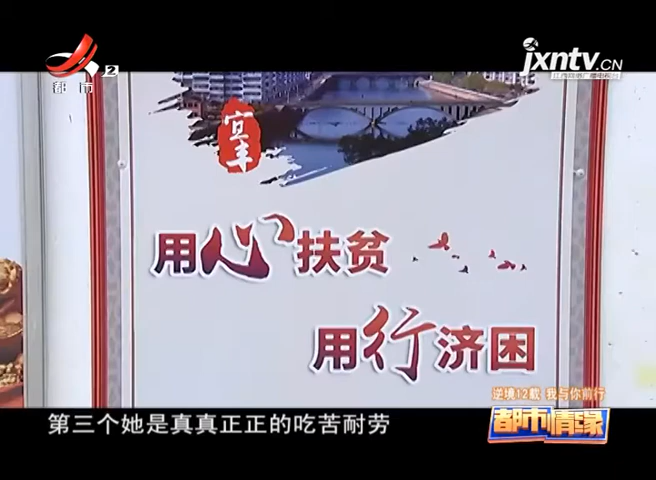 都市
2
jxntv.CN
宜丰
用心扶贫
用行济困
逆境12载 我与你前行
都市情缘
第三个她是真真正正的吃苦耐劳